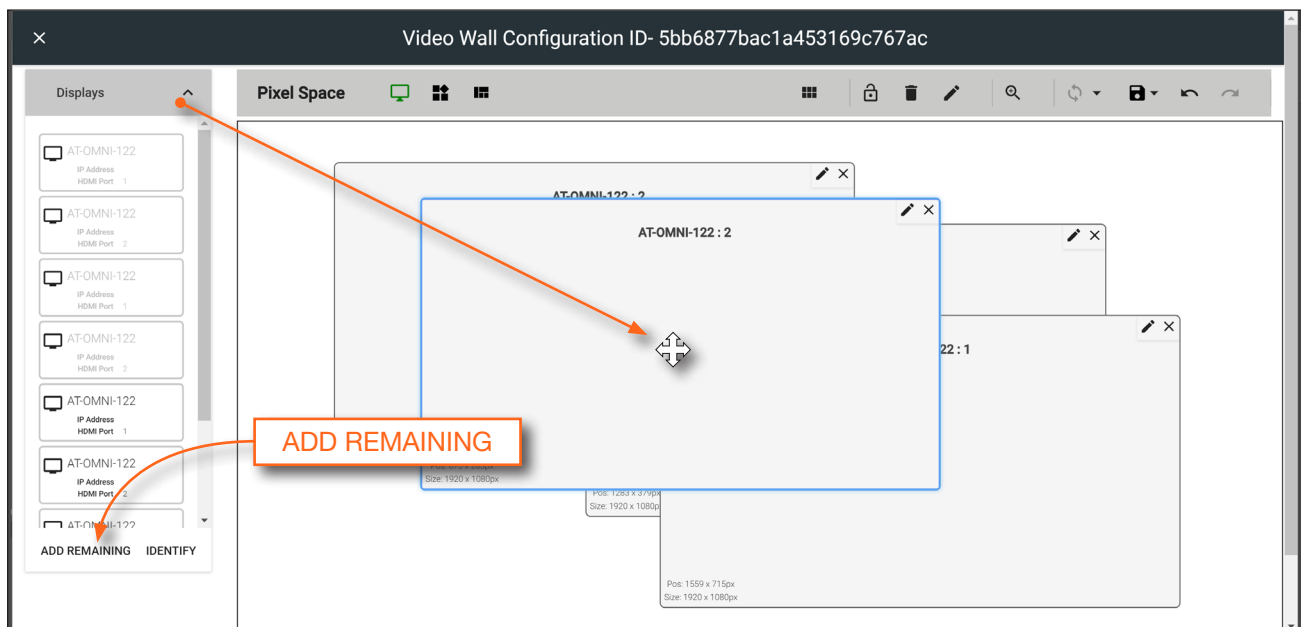 Video Wall Configuration ID- 5bb6877bac1a453169c767ac
Displays
Pixel Space
AT-OMNI-122
IP Address
HDMI Port 1
AT-OMNI-122
IP Address
HDMI Port 2
AT-OMNI-122
IP Address
HDMI Port 1
AT-OMNI-122
IP Address
HDMI Port 2
AT-OMNI-122
IP Address
HDMI Port 1
AT-OMNI-122
IP Address
HDMI Port 2
AT-OMNI-122
ADD REMAINING IDENTIFY
AT-OMNI-122 : 2
AT-OMNI-122 : 2
22 : 1
ADD REMAINING
Size: 1920 x 1080px
Pos: 1283 x 379px
Size: 1920 x 1080p
Pos: 1559 x 715px
Size: 1920 x 1080px